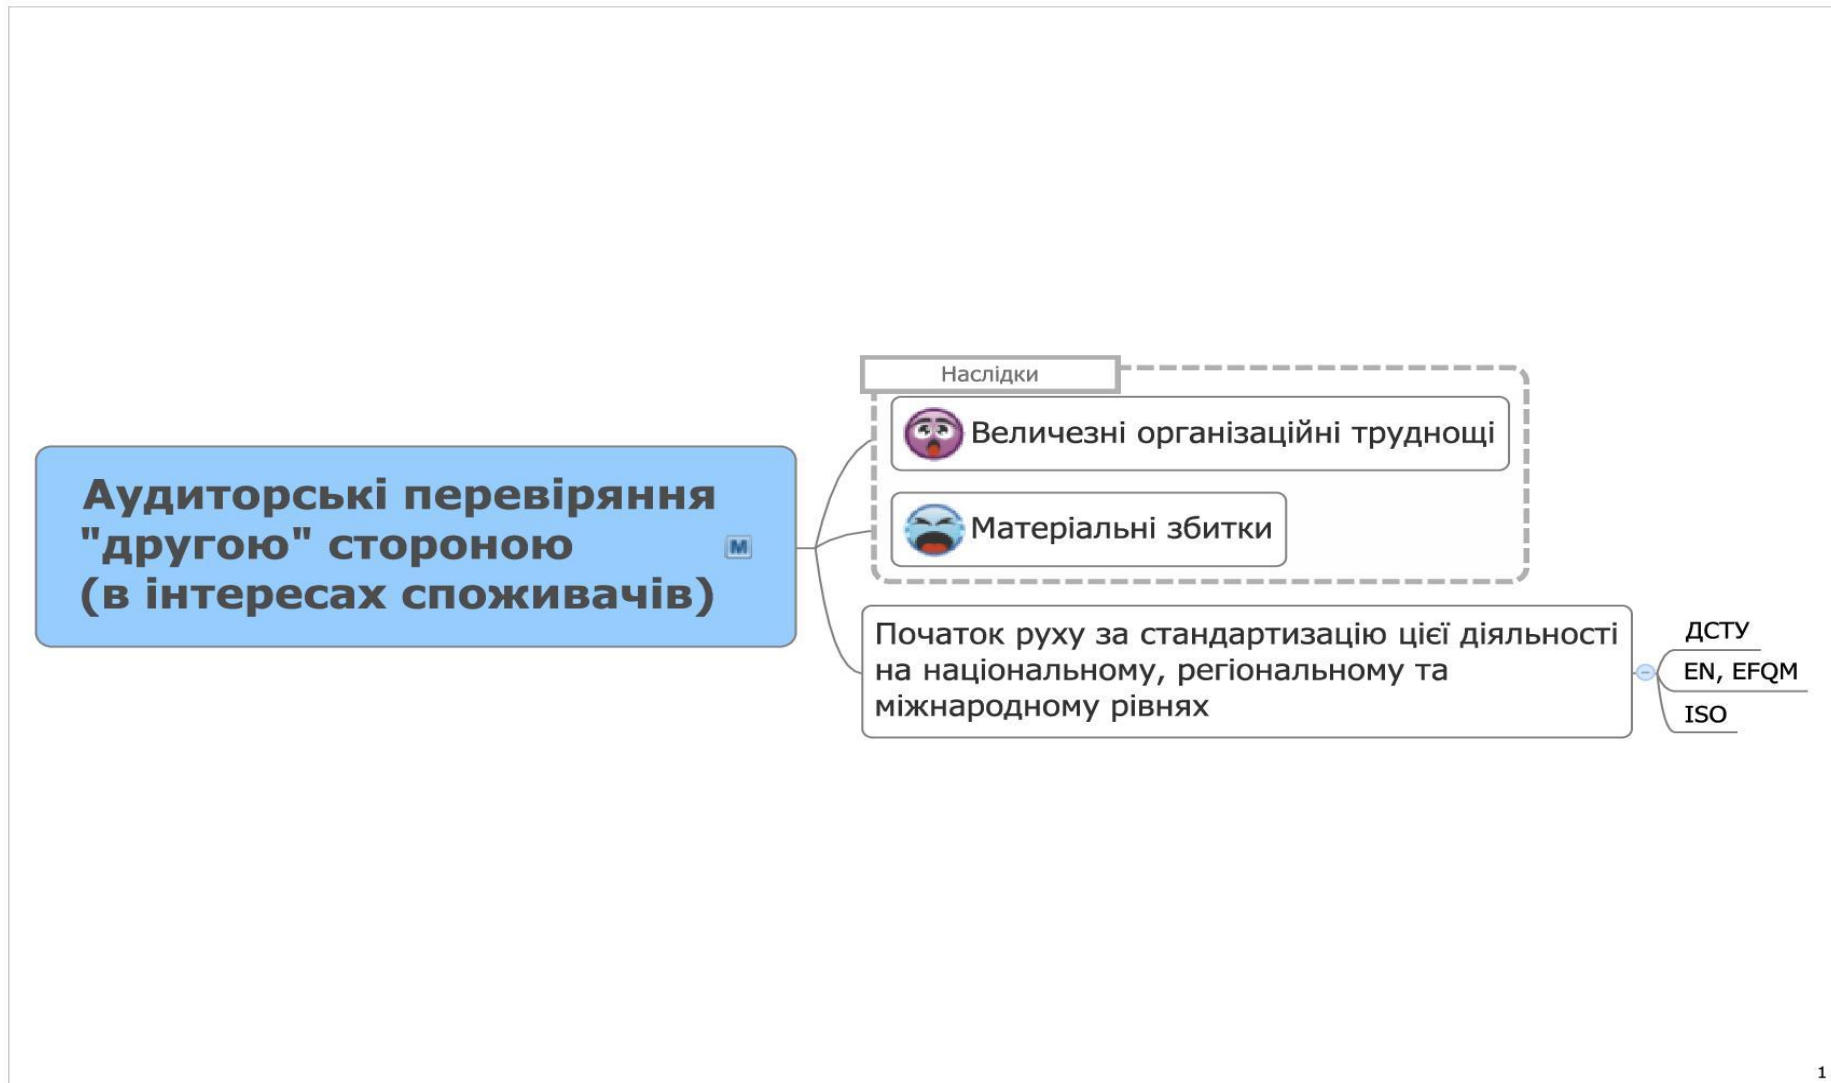 Аудиторські перевіряння
"другою" стороною
(в інтересах споживачів)
M
Наслідки
Величезні організаційні труднощі
Матеріальні збитки
Початок руху за стандартизацію цієї діяльності
на національному, регіональному та
міжнародному рівнях
ДСТУ
EN, EFQM
ISO
1